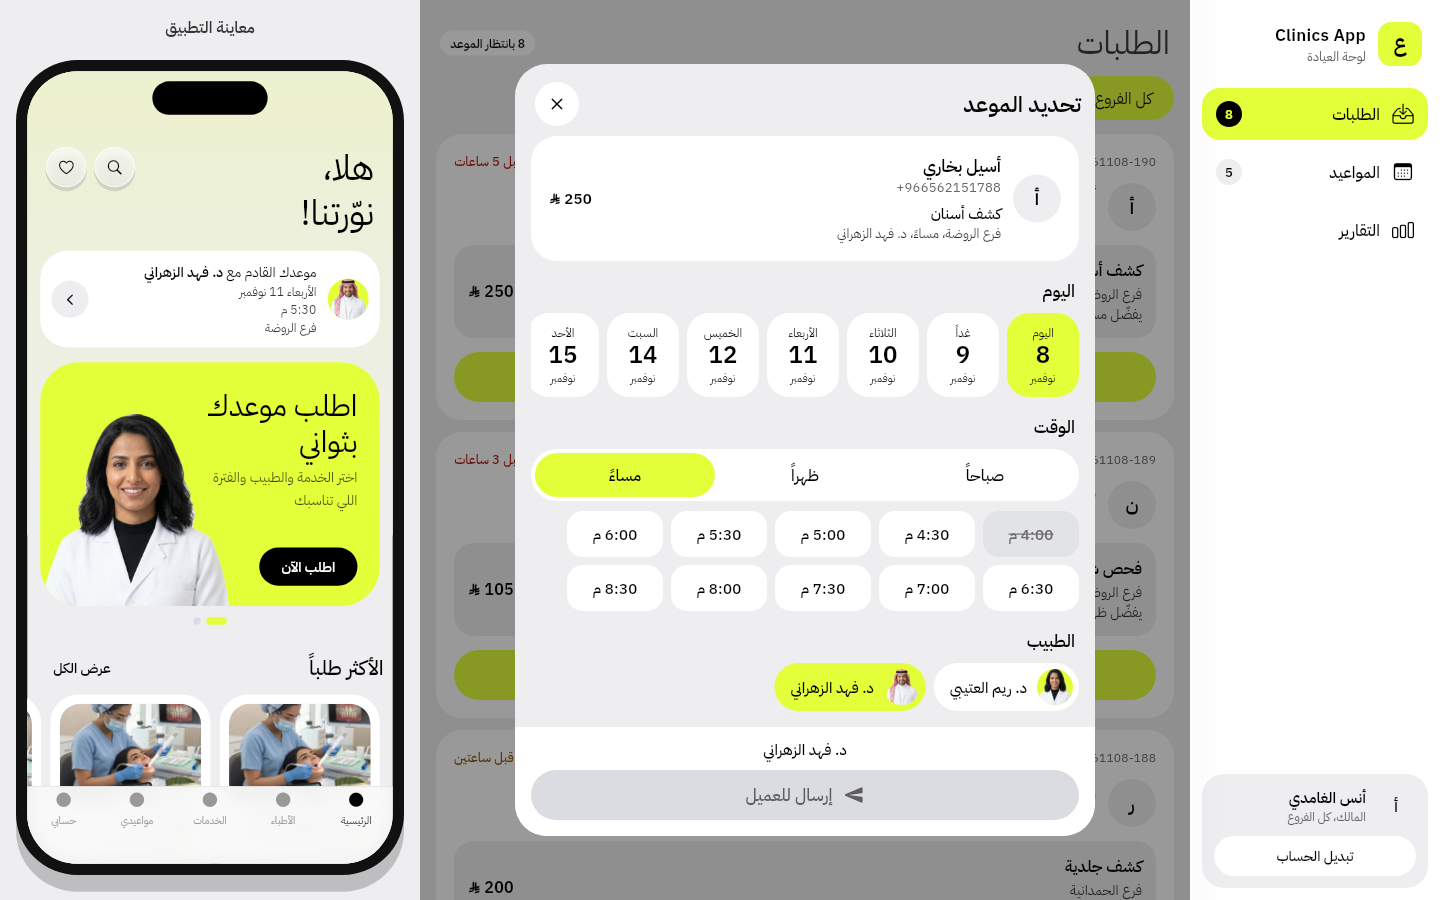 ع
Clinics App
لوحة العيادة
الطلبات
8
المواعيد
5
التقارير
أ
أنس الغامدي
المالك، كل الفروع
تبديل الحساب
الطلبات
8 بانتظار الموعد
كل الفروع
تحديد الموعد
أ
أسيل بخاري
+966562151788
كشف أسنان
فرع الروضة، مساءً، د. فهد الزهراني
250
اليوم
اليوم
8
نوفمبر
غداً
9
نوفمبر
الثلاثاء
10
نوفمبر
الأربعاء
11
نوفمبر
الخميس
12
نوفمبر
السبت
14
نوفمبر
الأحد
15
نوفمبر
الوقت
صباحاً
ظهراً
مساءً
4:00 م
4:30 م
5:00 م
5:30 م
6:00 م
6:30 م
7:00 م
7:30 م
8:00 م
8:30 م
الطبيب
د. ريم العتيبي
د. فهد الزهراني
د. فهد الزهراني
إرسال للعميل
1108-190
5 ساعات
أ
250
1108-189
3 ساعات
ن
فحص
105
1108-188
قبل ساعتين
ر
كشف جلدية
فرع الحمدانية
200
معاينة التطبيق
هلا،
نوّرتنا!
موعدك القادم مع د. فهد الزهراني
الأربعاء 11 نوفمبر
5:30 م
فرع الروضة
اطلب موعدك
بثواني
اختر الخدمة والطبيب والفترة
اللي تناسبك
اطلب الآن
الأكثر طلباً
عرض الكل
الرئيسية
الأطباء
الخدمات
مواعيدي
حسابي